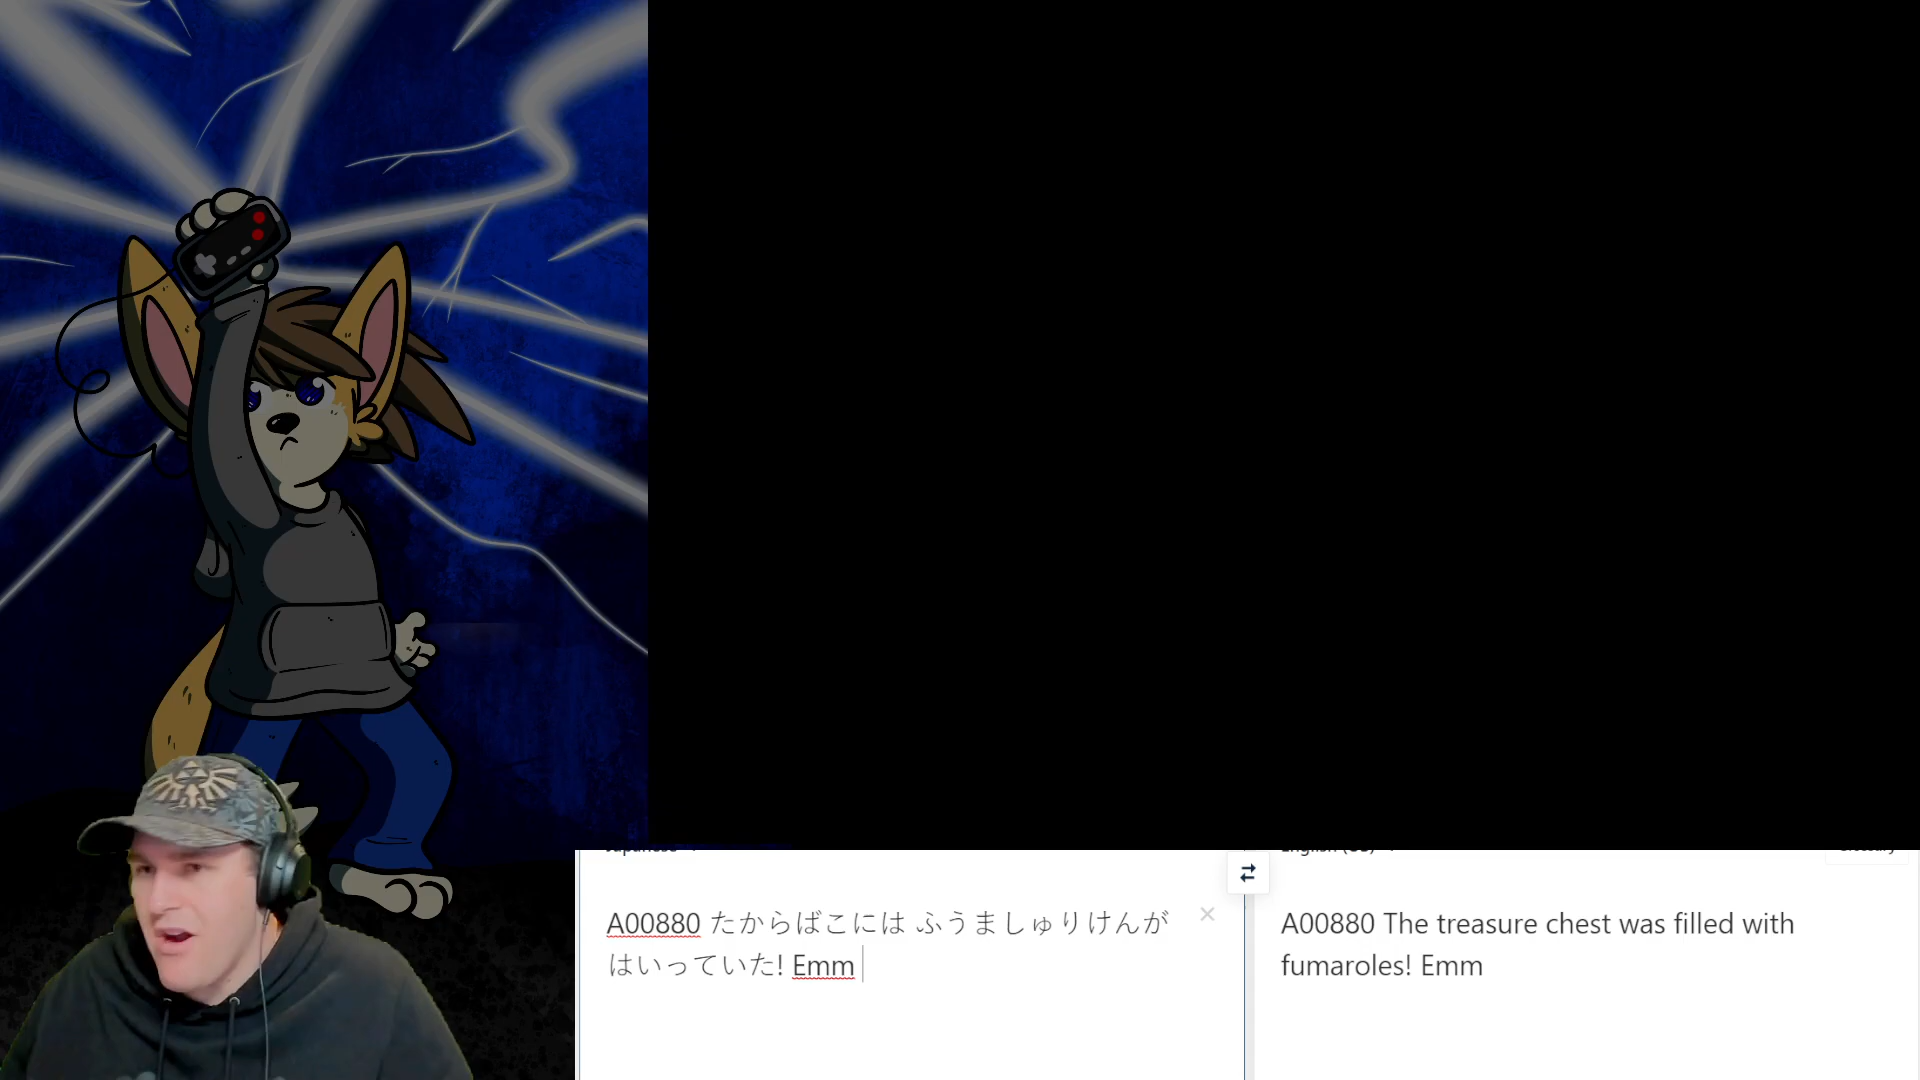 A00880 たからばこには ふうましゅりけんが
はいっていた! Emm
A00880 The treasure chest was filled with
fumaroles! Emm